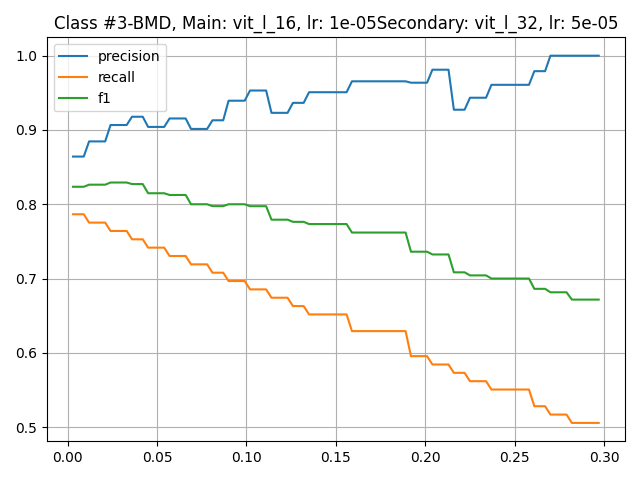 Class #3-BMD, Main: vit_l_16, lr: 1e-05Secondary: vit_l_32, lr: 5e-05
precision
recall
f1
1.0
0.9
0.8
0.7
0.6
0.5
0.00 0.05 0.10 0.15 0.20 0.25 0.30